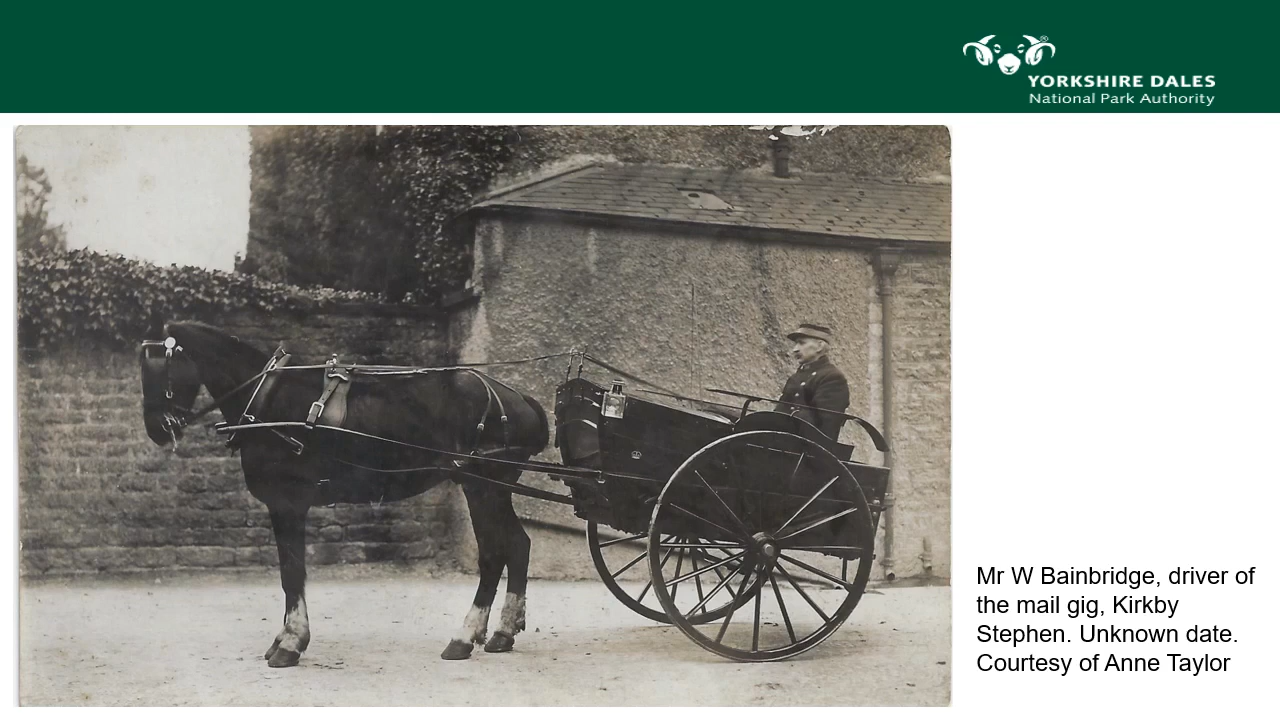 YORKSHIRE DALES
National Park Authority
Mr W Bainbridge, driver of
the mail gig, Kirkby
Stephen. Unknown date.
Courtesy of Anne Taylor